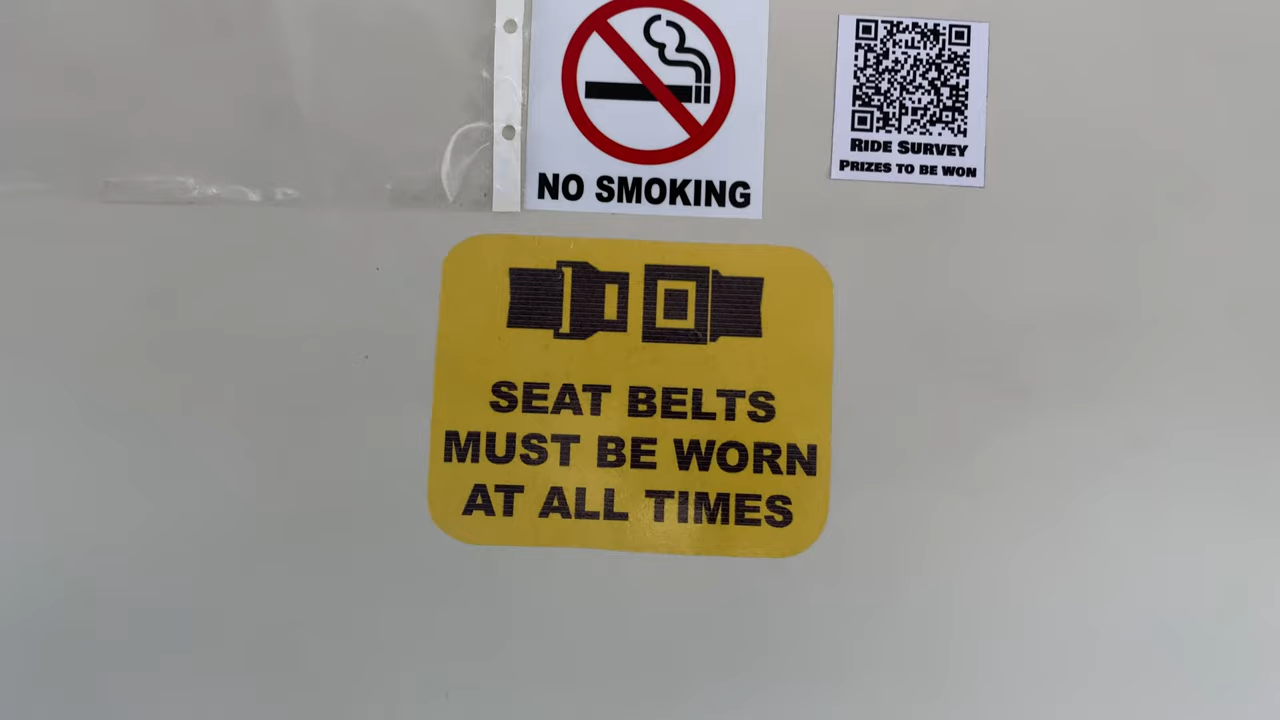 NO SMOKING
RIDE SURVEY
PRIZES TO BE WON
SEAT BELTS
MUST BE WORN
AT ALL TIMES